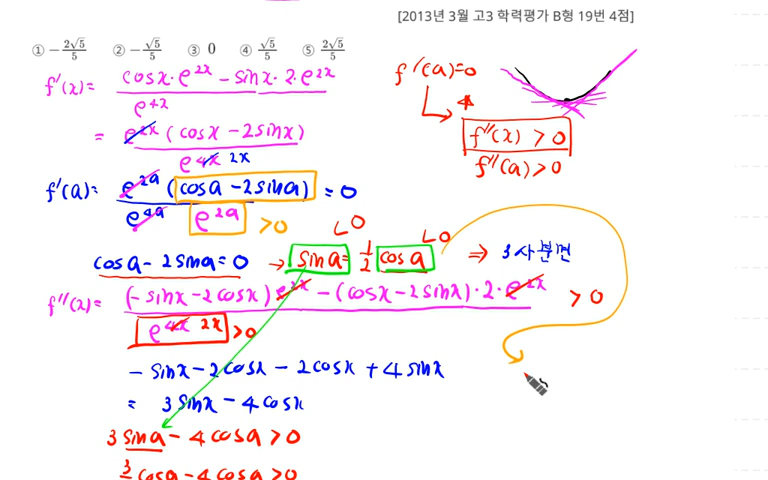 [2013년 3월 고3 학력평가 B형 19번 4점]
① -2√5/5 ② -√5/5 ③ 0 ④ √5/5 ⑤ 2√5/5
f'(x)= (cosx·e^2x - sinx·2·e^2x)/e^4x
f'(a)=0
= e^2x(cosx-2sinx)/e^4x 2x
f''(x) > 0
f''(a) > 0
f'(a)= e^2a(cosa-2sina)/e^4a = 0
e^2a > 0
<0 <0
cosa-2sina=0 → sina = 1/2 cosa ⇒ 3사분면
f''(x)= ((-sinx-2cosx)e^2x - (cosx-2sinx)·2·e^2x)/e^4x 2x > 0
>0
- sinx-2cosx - 2cosx + 4sinx
= 3sinx - 4cosx
3sina - 4cosa > 0
3 cosa - 4cosa > 0